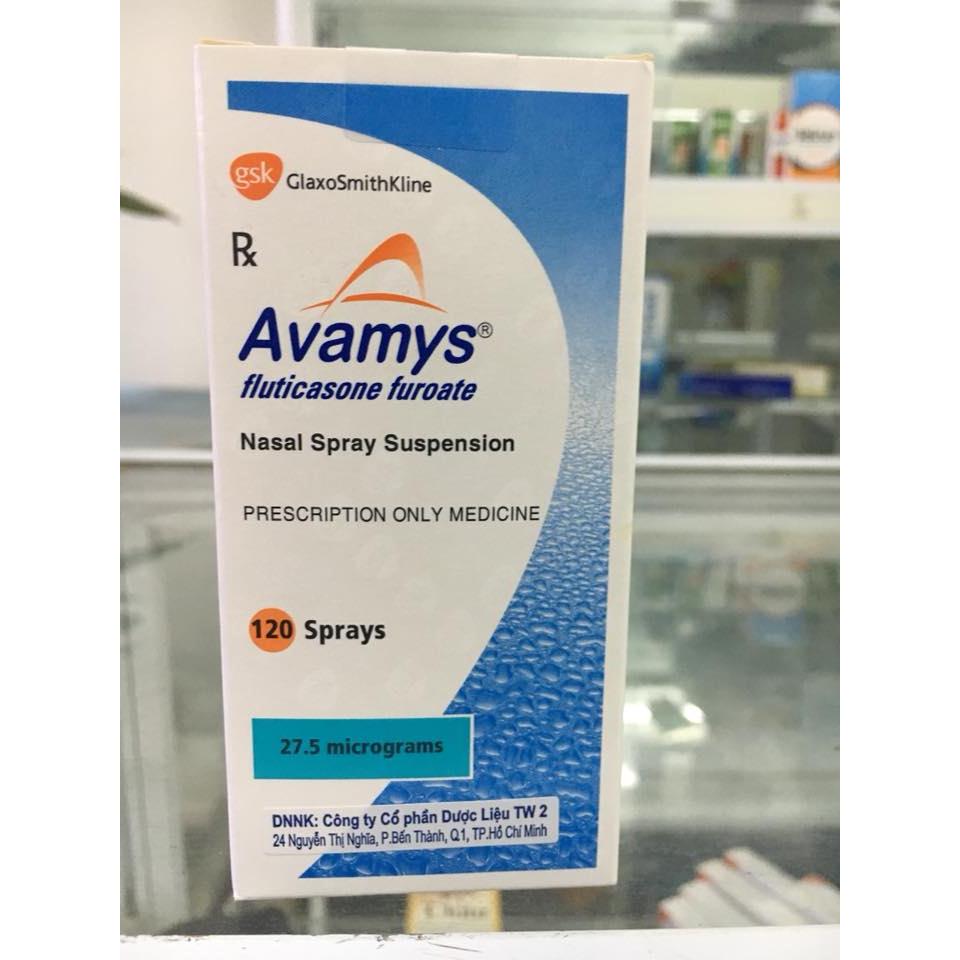 gsk GlaxoSmithKline
Rx
Avamys®
fluticasone furoate
Nasal Spray Suspension
PRESCRIPTION ONLY MEDICINE
120 Sprays
27.5 micrograms
DNNK: Công ty Cổ phần Dược Liệu TW 2
24 Nguyễn Thị Nghĩa, P.Bến Thành, Q1, TP.Hồ Chí Minh